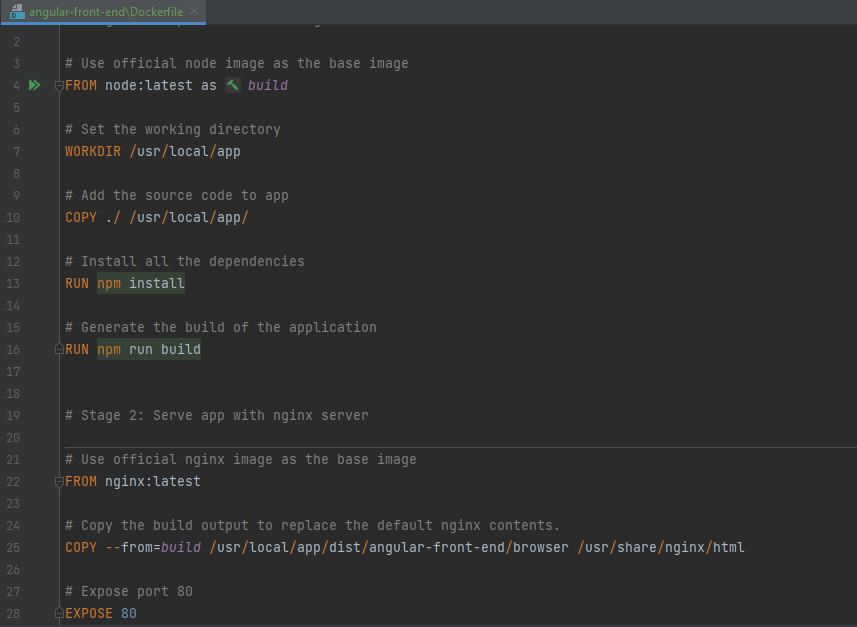 angular-front-end\Dockerfile
2
3 # Use official node image as the base image
4 FROM node:latest as build
5
6 # Set the working directory
7 WORKDIR /usr/local/app
8
9 # Add the source code to app
10 COPY ./ /usr/local/app/
11
12 # Install all the dependencies
13 RUN npm install
14
15 # Generate the build of the application
16 RUN npm run build
17
18
19 # Stage 2: Serve app with nginx server
20
21 # Use official nginx image as the base image
22 FROM nginx:latest
23
24 # Copy the build output to replace the default nginx contents.
25 COPY --from=build /usr/local/app/dist/angular-front-end/browser /usr/share/nginx/html
26
27 # Expose port 80
28 EXPOSE 80